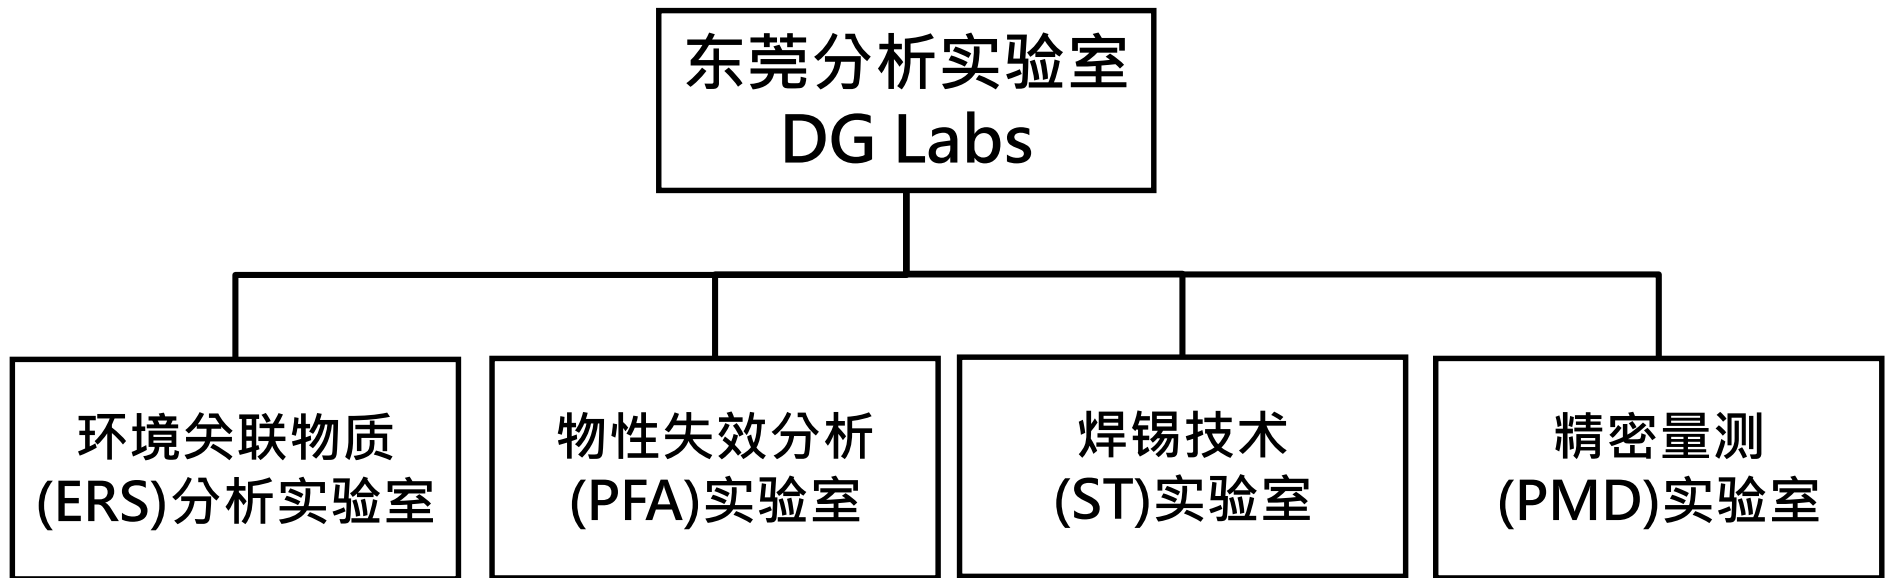 东莞分析实验室
DG Labs
环境关联物质
(ERS)分析实验室
物性失效分析
(PFA)实验室
焊锡技术
(ST)实验室
精密量测
(PMD)实验室